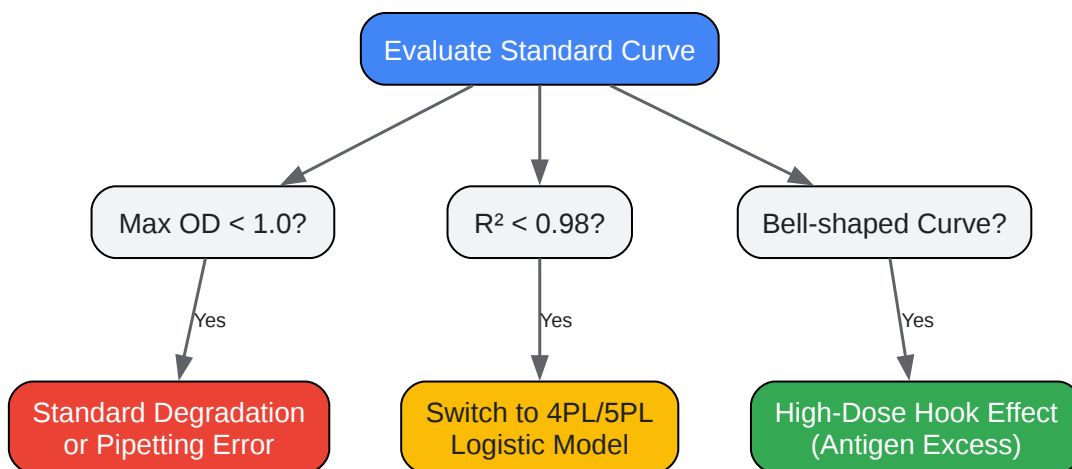 Evaluate Standard Curve
Max OD < 1.0?
R² < 0.98?
Bell-shaped Curve?
Yes
Yes
Yes
Standard Degradation
or Pipetting Error
Switch to 4PL/5PL
Logistic Model
High-Dose Hook Effect
(Antigen Excess)